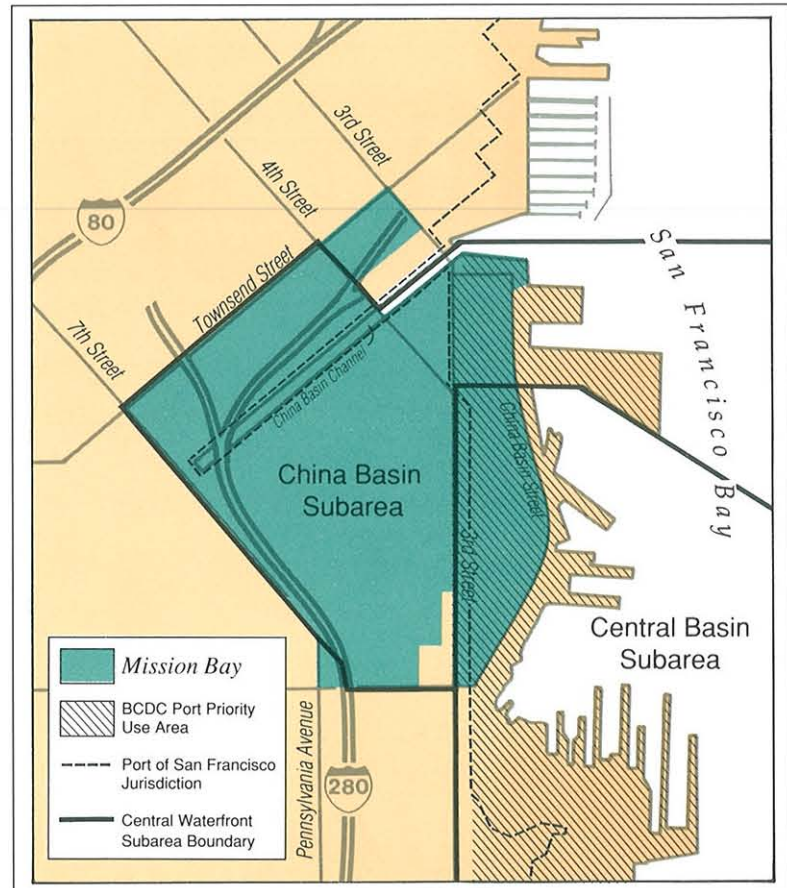 3rd Street
4th Street
80
San Francisco Bay
Townsend Street
7th Street
China Basin Channel
China Basin Street
China Basin
Subarea
3rd Street
Central Basin
Subarea
Mission Bay
BCDC Port Priority
Use Area
Port of San Francisco
Jurisdiction
Central Waterfront
Subarea Boundary
Pennsylvania Avenue
280